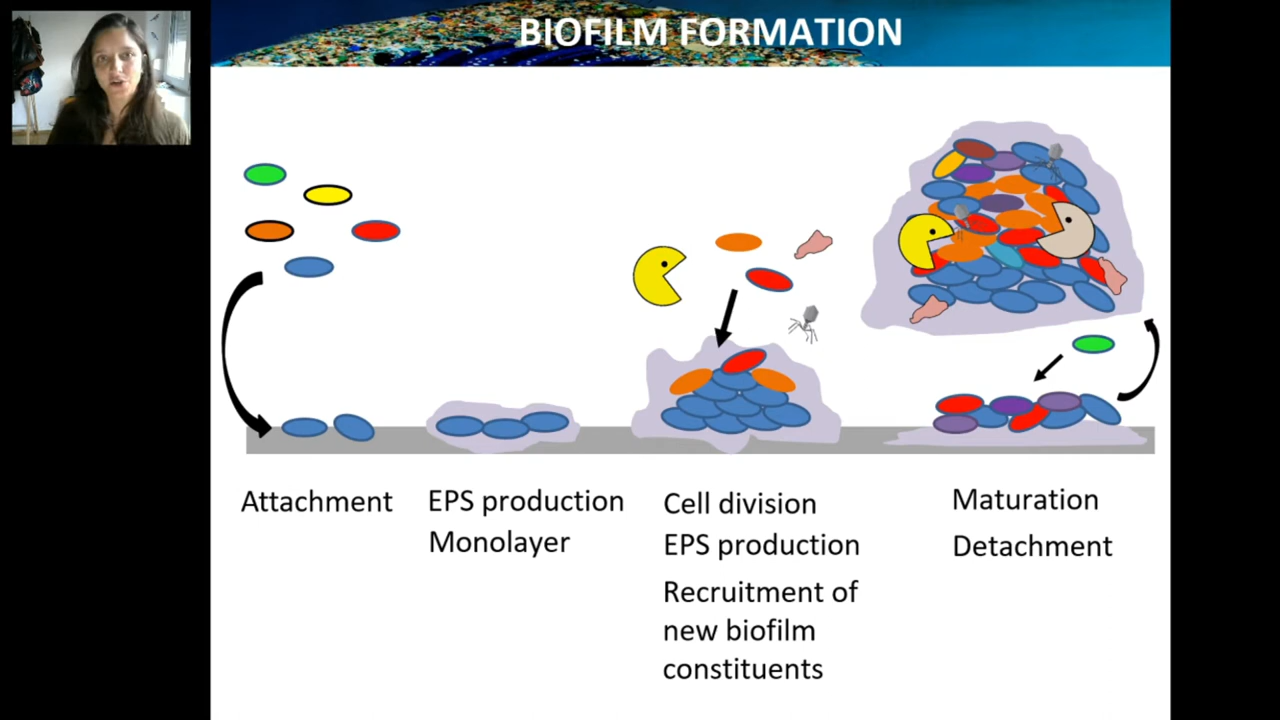 BIOFILM FORMATION
Attachment
EPS production
Monolayer
Cell division
EPS production
Recruitment of
new biofilm
constituents
Maturation
Detachment